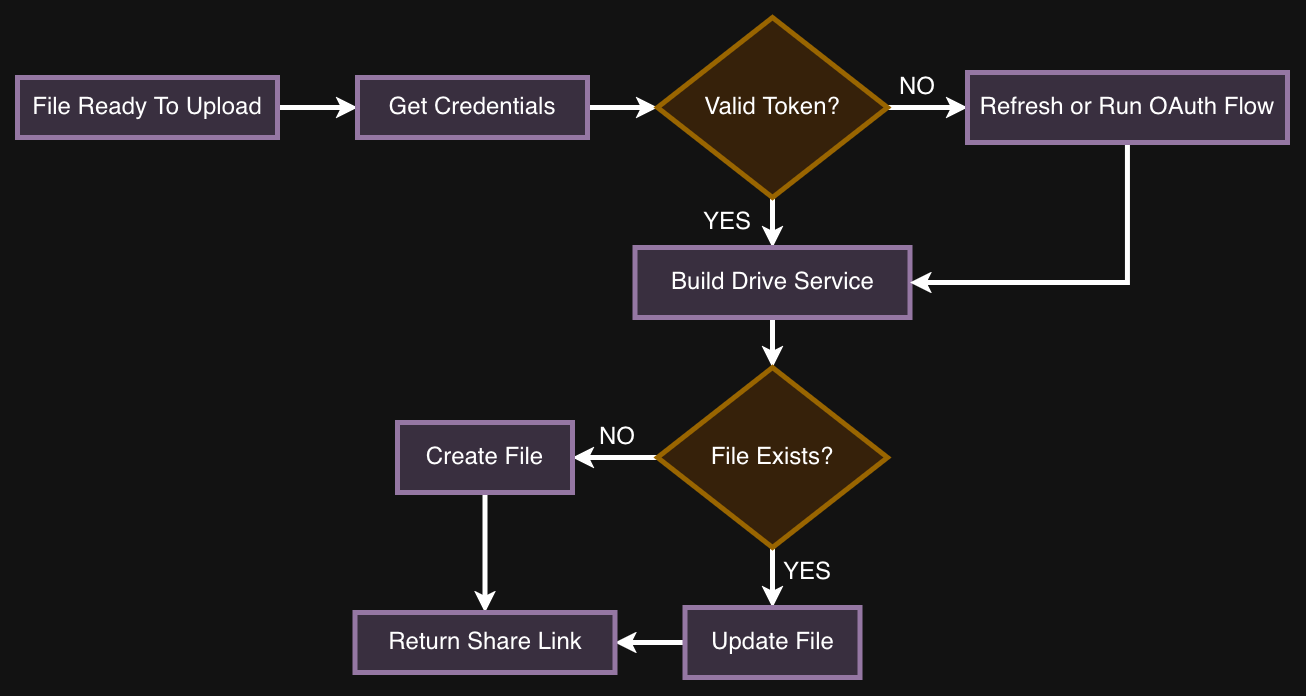 File Ready To Upload
Get Credentials
Valid Token?
NO
Refresh or Run OAuth Flow
YES
Build Drive Service
File Exists?
NO
Create File
YES
Update File
Return Share Link